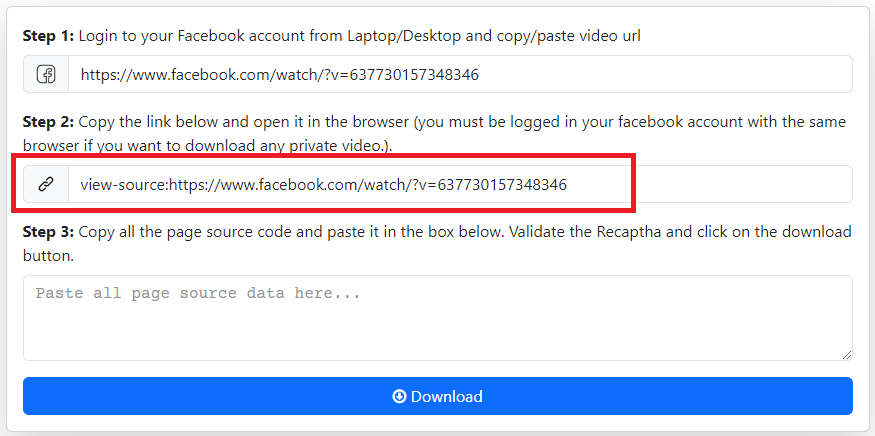 Step 1: Login to your Facebook account from Laptop/Desktop and copy/paste video url
https://www.facebook.com/watch/?v=637730157348346
Step 2: Copy the link below and open it in the browser (you must be logged in your facebook account with the same
browser if you want to download any private video.).
view-source:https://www.facebook.com/watch/?v=637730157348346
Step 3: Copy all the page source code and paste it in the box below. Validate the Recaptha and click on the download
button.
Paste all page source data here...
Download